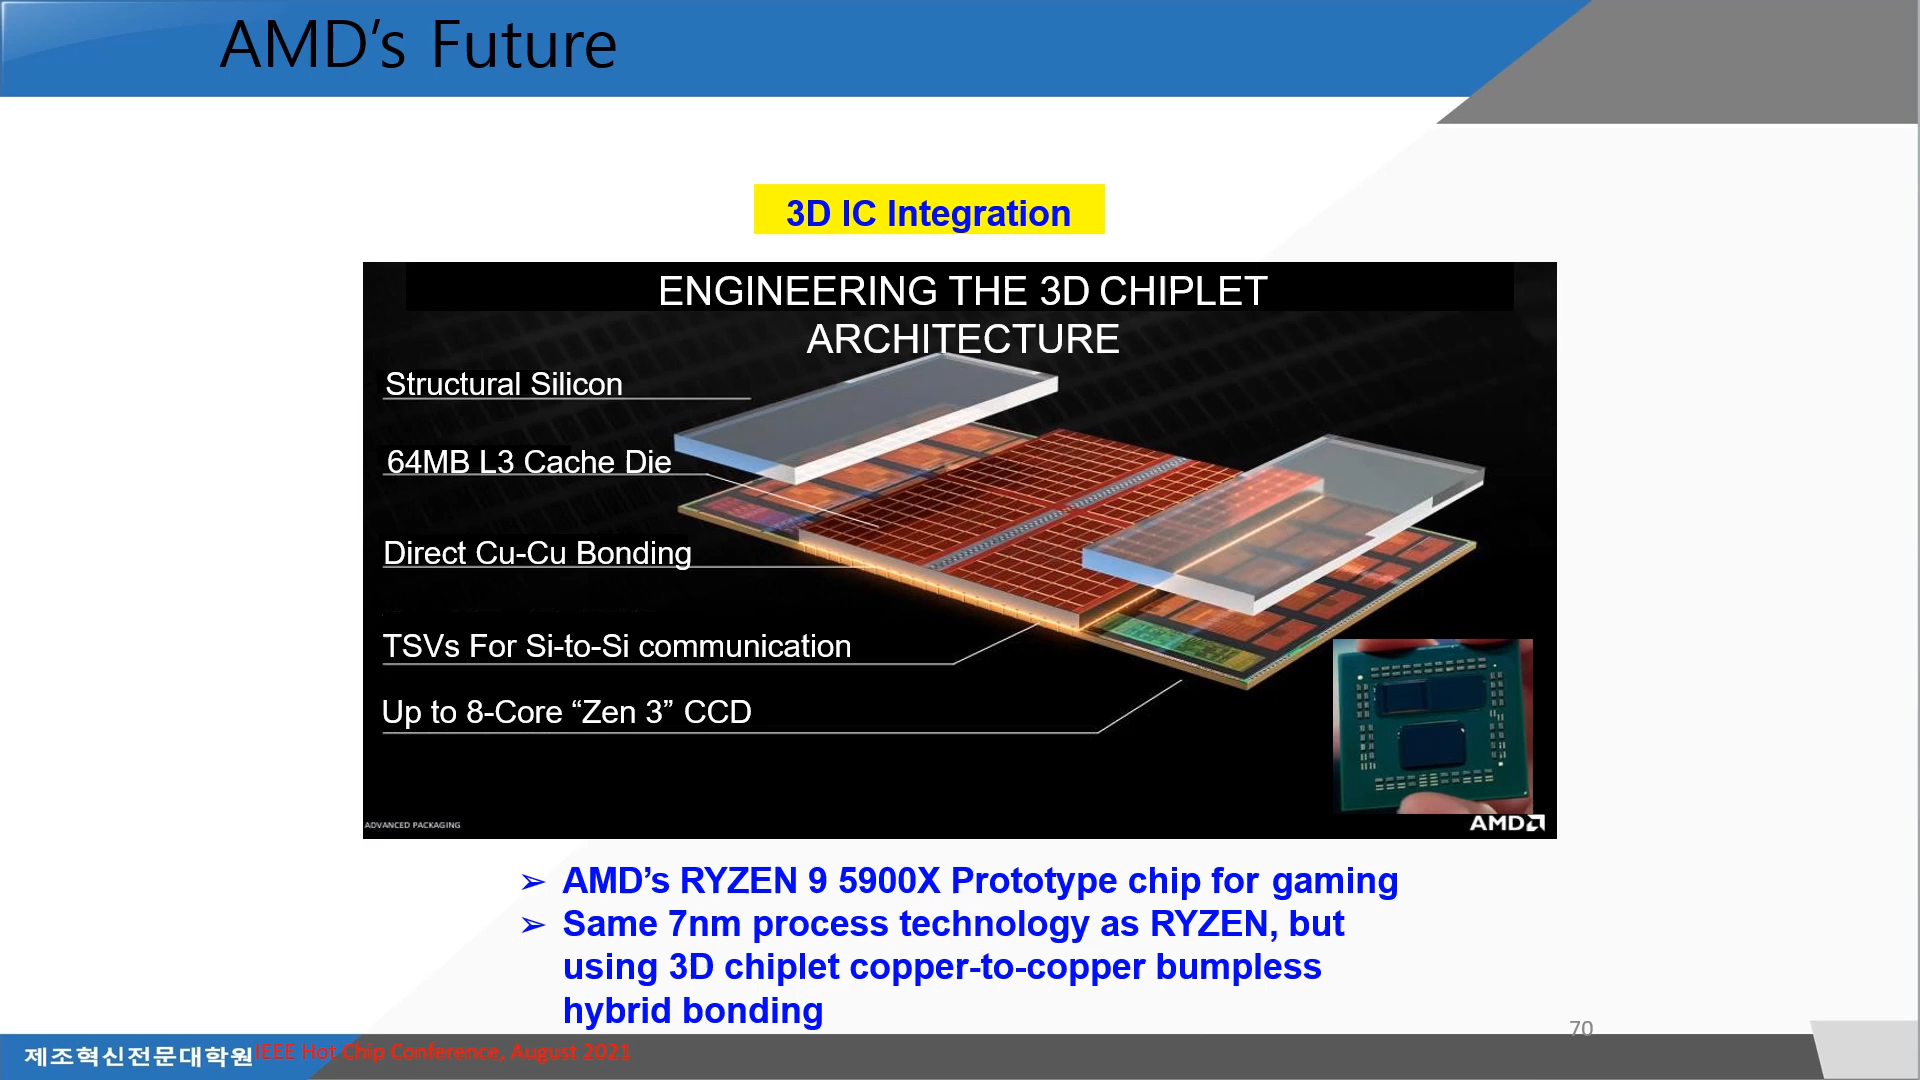 AMD’s Future
3D IC Integration
ENGINEERING THE 3D CHIPLET
ARCHITECTURE
Structural Silicon
64MB L3 Cache Die
Direct Cu-Cu Bonding
TSVs For Si-to-Si communication
Up to 8-Core “Zen 3” CCD
ADVANCED PACKAGING
AMD
➢ AMD’s RYZEN 9 5900X Prototype chip for gaming
➢ Same 7nm process technology as RYZEN, but
using 3D chiplet copper-to-copper bumpless
hybrid bonding
70
제조혁신전문대학원
IEEE Hot Chip Conference, August 2021